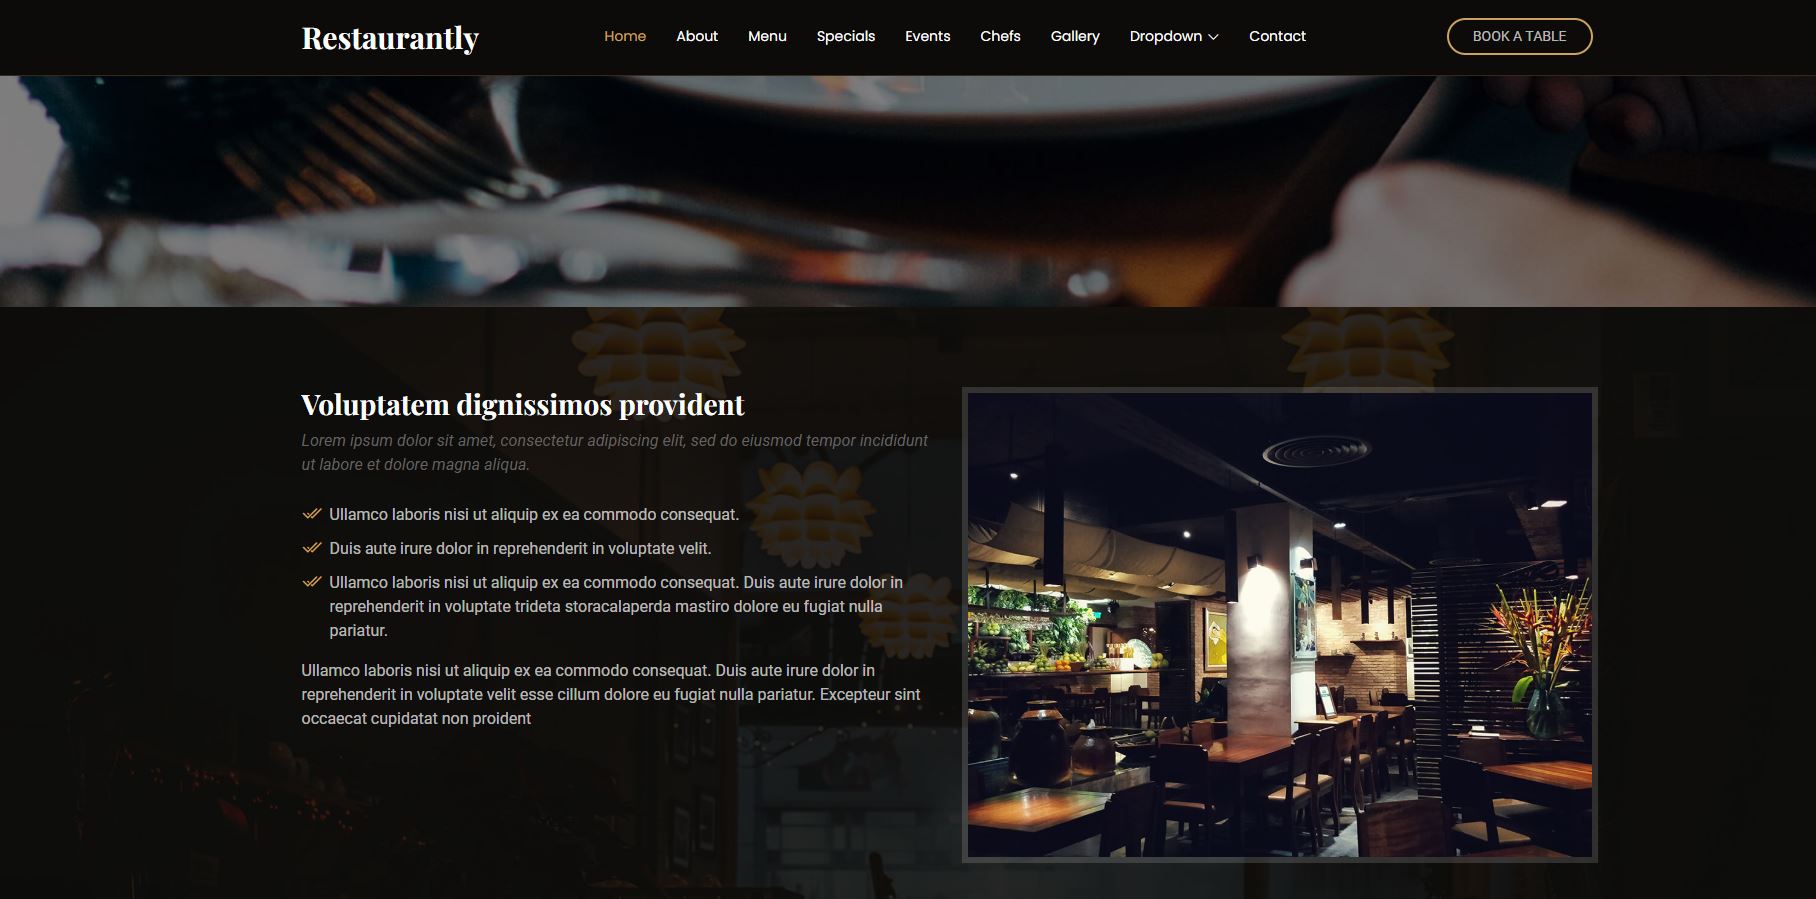 Restaurantly
Home About Menu Specials Events Chefs Gallery Dropdown Contact
BOOK A TABLE
Voluptatem dignissimos provident
Lorem ipsum dolor sit amet, consectetur adipiscing elit, sed do eiusmod tempor incididunt
ut labore et dolore magna aliqua.
Ullamco laboris nisi ut aliquip ex ea commodo consequat.
Duis aute irure dolor in reprehenderit in voluptate velit.
Ullamco laboris nisi ut aliquip ex ea commodo consequat. Duis aute irure dolor in
reprehenderit in voluptate trideta storacalaperda mastiro dolore eu fugiat nulla
pariatur.
Ullamco laboris nisi ut aliquip ex ea commodo consequat. Duis aute irure dolor in
reprehenderit in voluptate velit esse cillum dolore eu fugiat nulla pariatur. Excepteur sint
occaecat cupidatat non proident